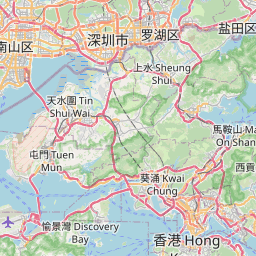 深圳市
罗湖区
盐田区
南山区
上水 Sheung
Shui
天水圍 Tin
Shui Wai
馬鞍山 Ma
On Shan
屯門 Tuen
Mun
西貢
葵涌 Kwai
Chung
愉景灣 Discovery
Bay
香港 Hong